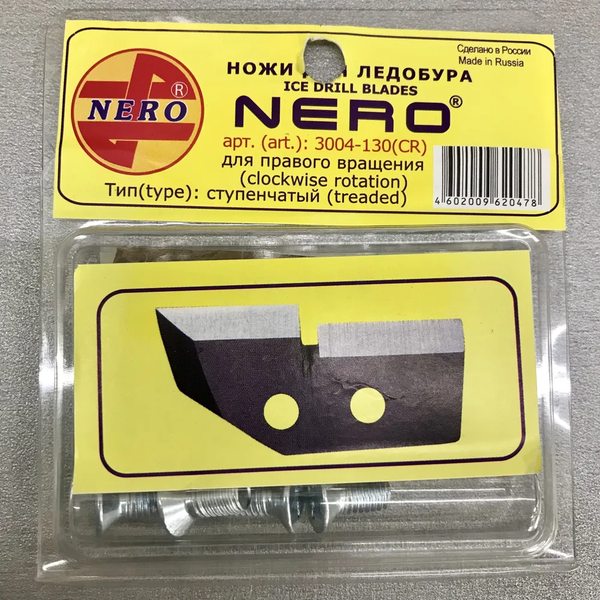 Сделано в России
Made in Russia
NERO ®
НОЖИ ДЛЯ ЛЕДОБУРА
ICE DRILL BLADES
NERO®
арт. (art.): 3004-130(CR)
для правого вращения
(clockwise rotation)
Тип(type): ступенчатый (treaded)
4 602009 620478